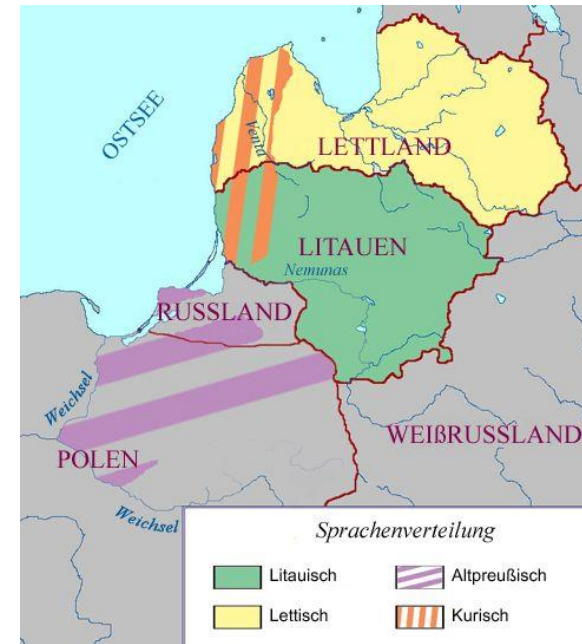 OSTSEE
Venta
LETTLAND
LITAUEN
Nemunas
RUSSLAND
Weichsel
WEIßRUSSLAND
POLEN
Weichsel
Sprachenverteilung
Litauisch
Altpreußisch
Lettisch
Kurisch